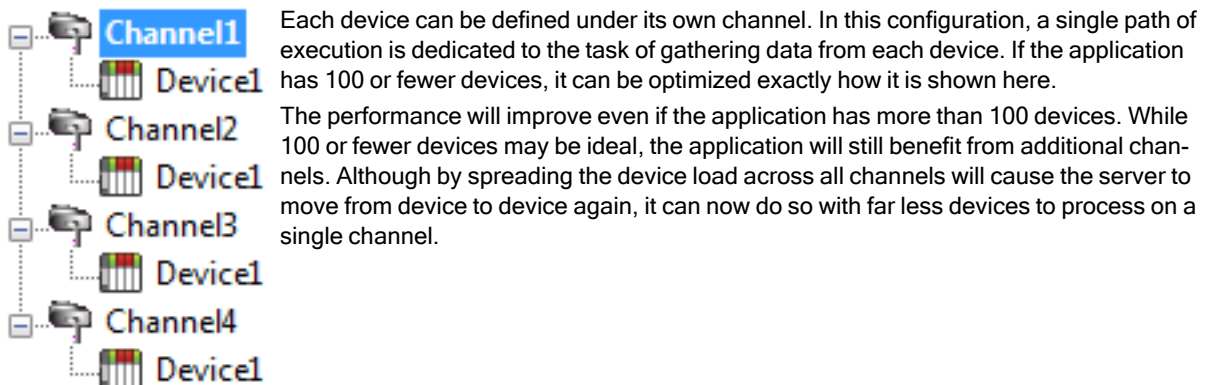 Channel1
Device1
Channel2
Device1
Channel3
Device1
Channel4
Device1
Each device can be defined under its own channel. In this configuration, a single path of
execution is dedicated to the task of gathering data from each device. If the application
has 100 or fewer devices, it can be optimized exactly how it is shown here.
The performance will improve even if the application has more than 100 devices. While
100 or fewer devices may be ideal, the application will still benefit from additional chan-
nels. Although by spreading the device load across all channels will cause the server to
move from device to device again, it can now do so with far less devices to process on a
single channel.